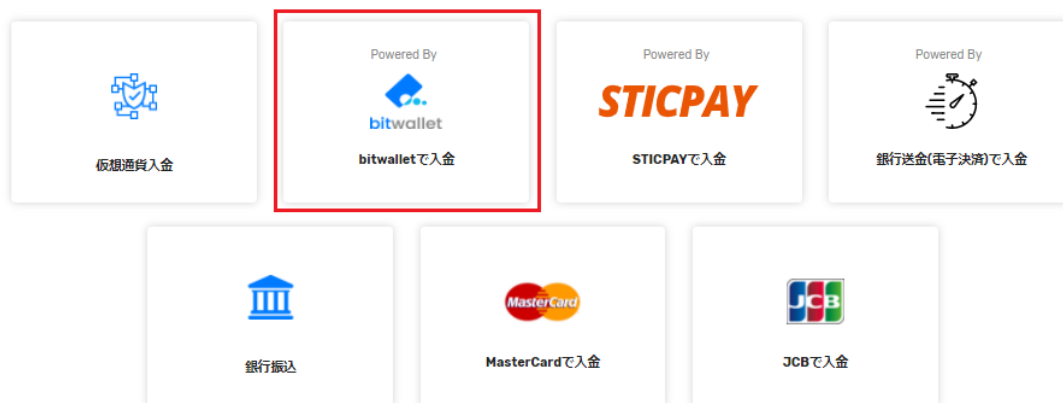 Powered By
bitwallet
Powered By
STICPAY
Powered By
仮想通貨入金
bitwalletで入金
STICPAYで入金
銀行送金(電子決済)で入金
MasterCard
JCB
銀行振込
MasterCardで入金
JCBで入金